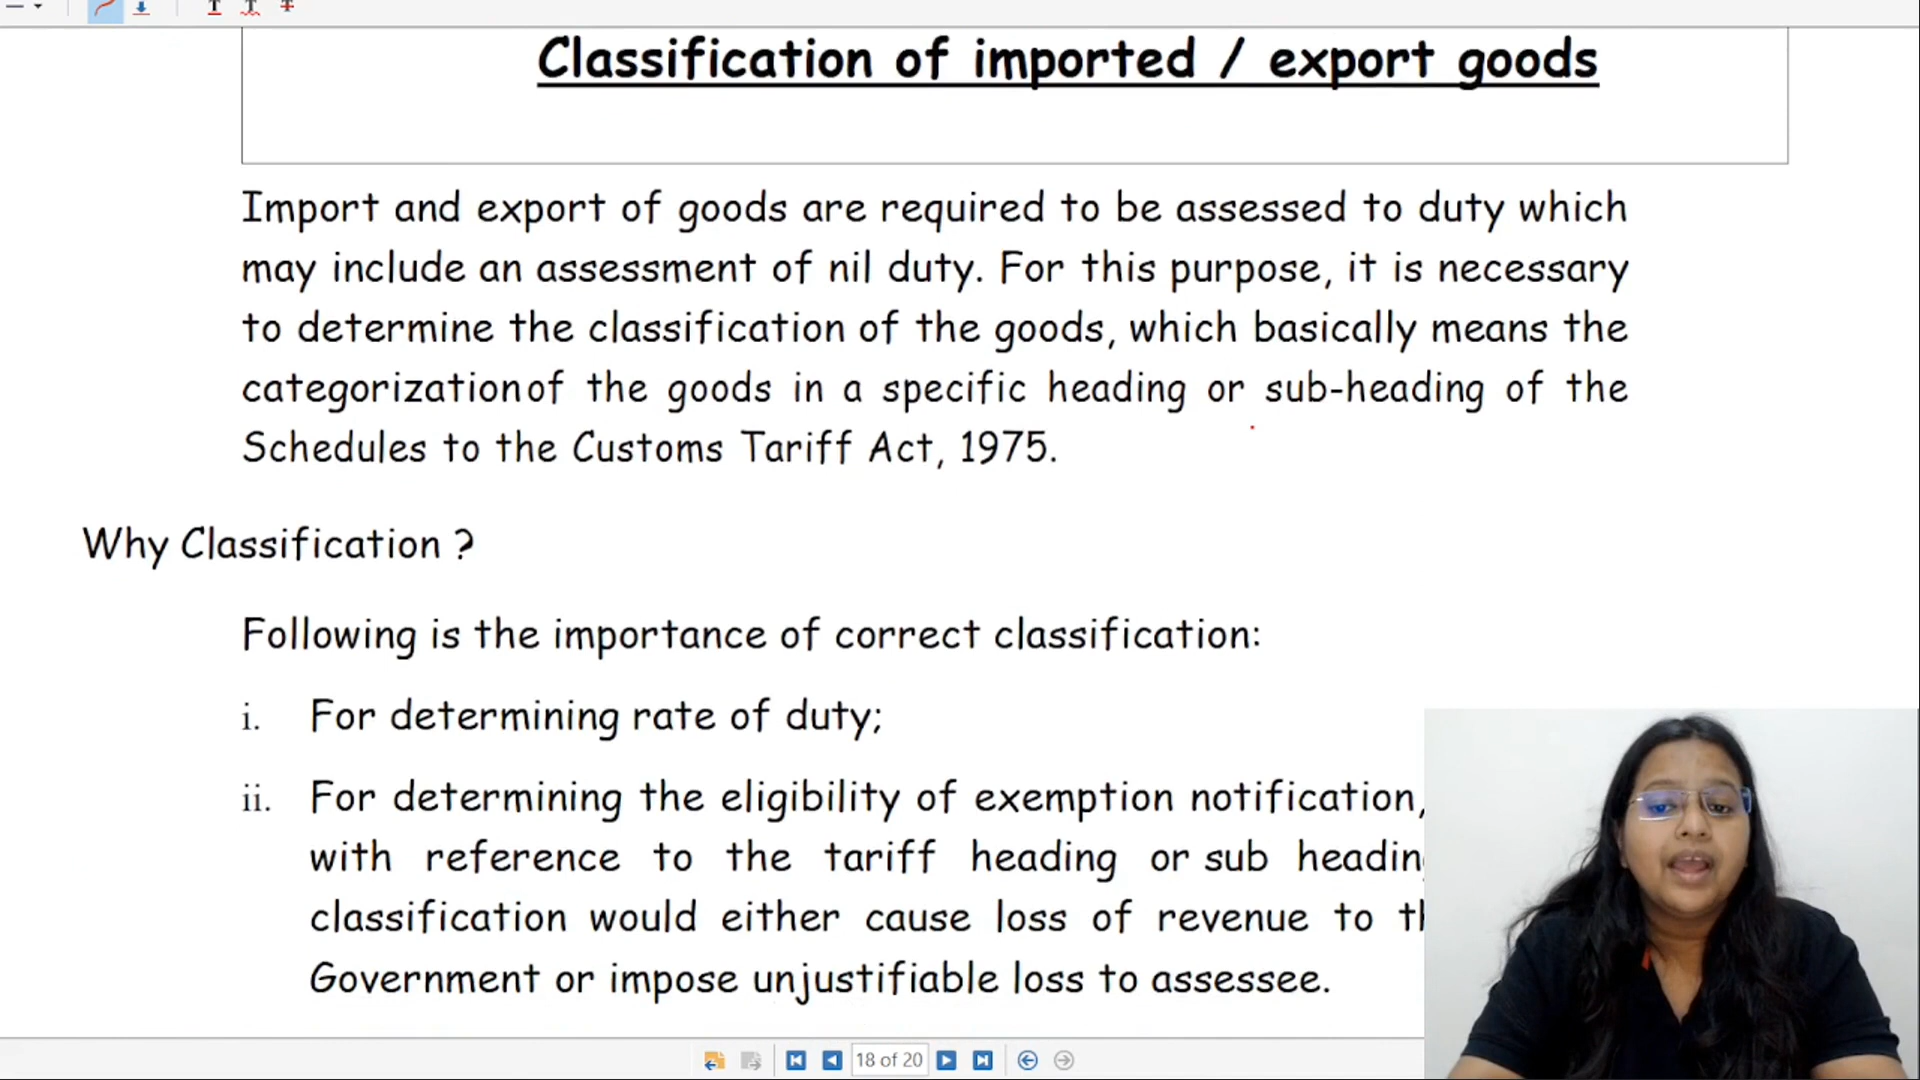 Classification of imported / export goods
Import and export of goods are required to be assessed to duty which
may include an assessment of nil duty. For this purpose, it is necessary
to determine the classification of the goods, which basically means the
categorizationof the goods in a specific heading or sub-heading of the
Schedules to the Customs Tariff Act, 1975.
Why Classification ?
Following is the importance of correct classification:
i. For determining rate of duty;
ii. For determining the eligibility of exemption notification,
with reference to the tariff heading or sub
classification would either cause loss of revenue to
Government or impose unjustifiable loss to assessee.
18 of 20